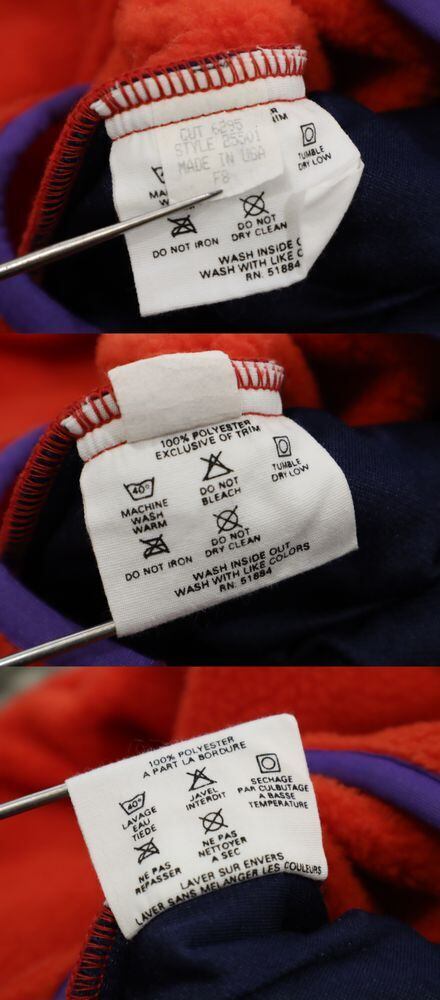 CUT 6295
STYLE 25501
MADE IN USA
F8
TUMBLE
DRY LOW
DO NOT IRON
DO NOT
DRY CLEAN
WASH INSIDE O
WASH WITH LIKE C
RN. 51884
100% POLYESTER
EXCLUSIVE OF TRIM
40°
MACHINE
WASH
WARM
DO NOT
BLEACH
TUMBLE
DRY LOW
DO NOT IRON
DO NOT
DRY CLEAN
WASH INSIDE OUT
WASH WITH LIKE COLORS
RN. 51884
100% POLYESTER
A PART LA BORDURE
40°
LAVAGE
EAU
TIEDE
JAVEL
INTERDIT
SECHAGE
PAR CULBUTAGE
A BASSE
TEMPERATURE
NE PAS
REPASSER
NE PAS
NETTOYER
A SEC
LAVER SUR ENVERS
LAVER SANS MELANGER LES COULEURS